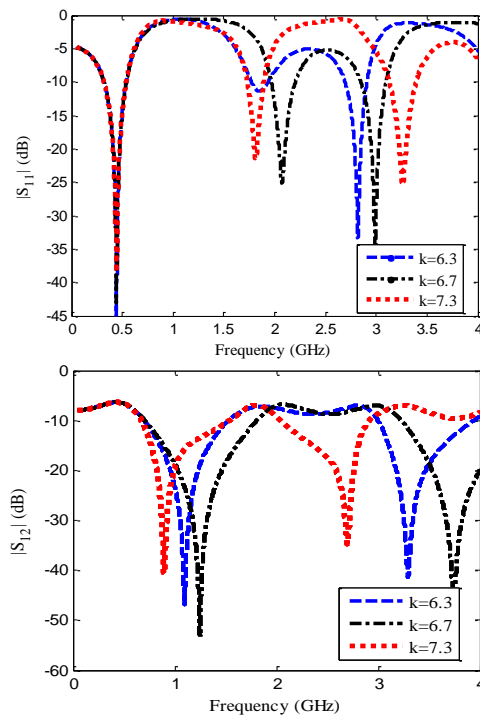 0
-5
-10
-15
-20
-25
-30
-35
-40
-45
|S11| (dB)
k=6.3
k=6.7
k=7.3
0 0.5 1 1.5 2 2.5 3 3.5 4
Frequency (GHz)
0
-10
-20
-30
-40
-50
-60
|S12| (dB)
k=6.3
k=6.7
k=7.3
0 1 2 3 4
Frequency (GHz)